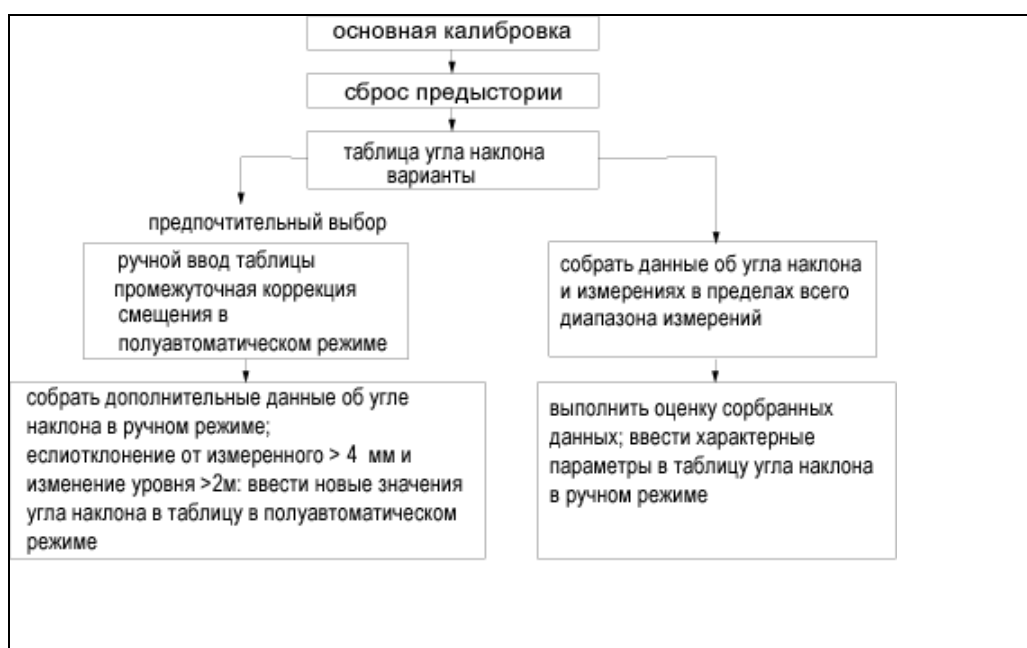 основная калибровка
сброс предыстории
таблица угла наклона
варианты
предпочтительный выбор
ручной ввод таблицы
промежуточная коррекция
смещения в
полуавтоматическом режиме
собрать дополнительные данные об угле
наклона в ручном режиме;
еслиотклонение от измеренного > 4 мм и
изменение уровня >2м: ввести новые значения
угла наклона в таблицу в полуавтоматическом
режиме
собрать данные об угла наклона
и измерениях в пределах всего
диапазона измерений
выполнить оценку сорбранных
данных; ввести характерные
параметры в таблицу угла наклона
в ручном режиме